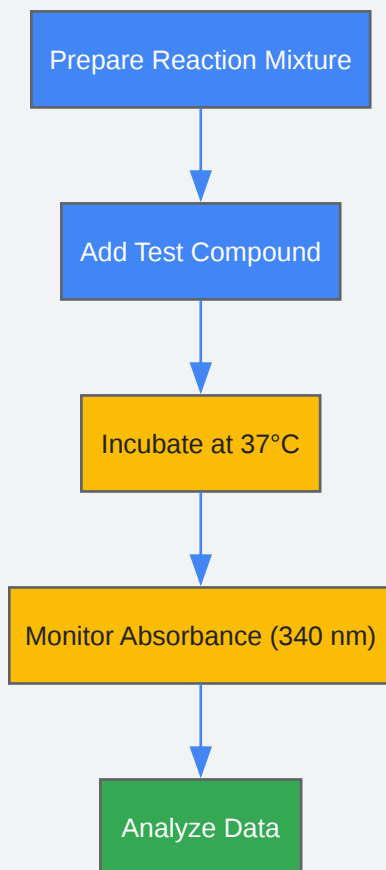 Prepare Reaction Mixture
Add Test Compound
Incubate at 37°C
Monitor Absorbance (340 nm)
Analyze Data